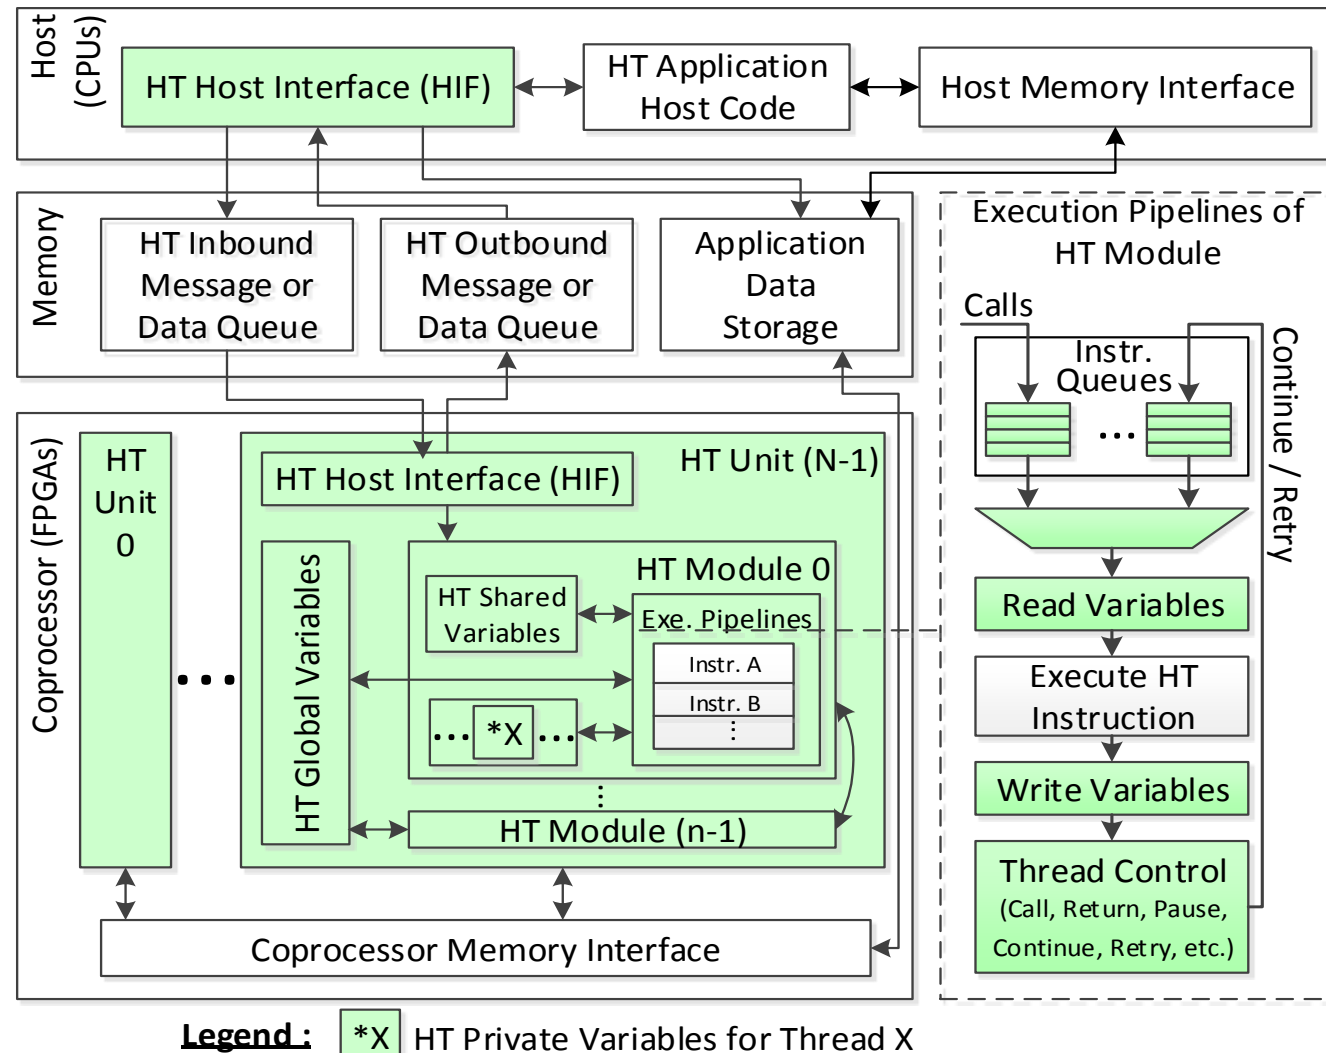 Host
(CPUs)
HT Host Interface (HIF)
HT Application
Host Code
Host Memory Interface
Memory
HT Inbound
Message or
Data Queue
HT Outbound
Message or
Data Queue
Application
Data
Storage
Coprocessor (FPGAs)
HT
Unit
0
...
HT Unit (N-1)
HT Host Interface (HIF)
HT Global Variables
HT Module 0
HT Shared
Variables
Exe. Pipelines
Instr. A
Instr. B
...
... *X ...
...
HT Module (n-1)
Coprocessor Memory Interface
Execution Pipelines of
HT Module
Calls
Instr.
Queues
...
Continue / Retry
Read Variables
Execute HT
Instruction
Write Variables
Thread Control
(Call, Return, Pause,
Continue, Retry, etc.)
Legend : *X HT Private Variables for Thread X